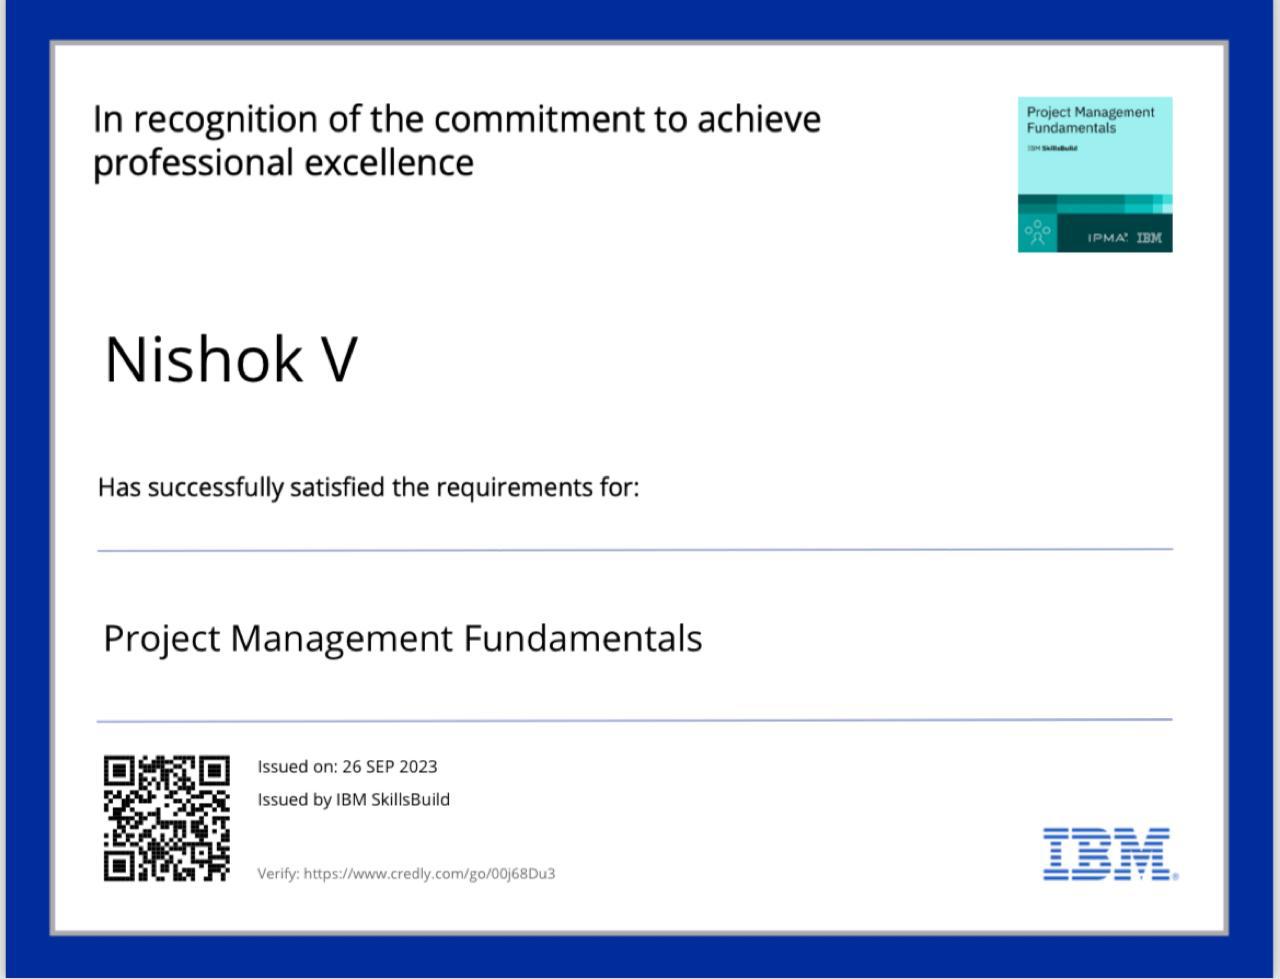 In recognition of the commitment to achieve
professional excellence
Project Management
Fundamentals
IBM SkillsBuild
IPMA® IBM
Nishok V
Has successfully satisfied the requirements for:
Project Management Fundamentals
Issued on: 26 SEP 2023
Issued by IBM SkillsBuild
Verify: https://www.credly.com/go/00j68Du3
IBM®